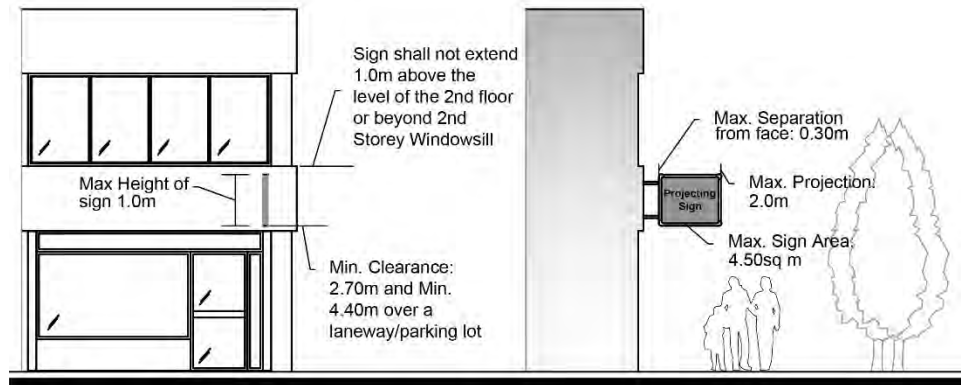 Sign shall not extend
1.0m above the
level of the 2nd floor
or beyond 2nd
Storey Windowsill
Max Height of
sign 1.0m
Min. Clearance:
2.70m and Min.
4.40m over a
laneway/parking lot
Max. Separation
from face: 0.30m
Projecting
Sign
Max. Projection:
2.0m
Max. Sign Area:
4.50sq m